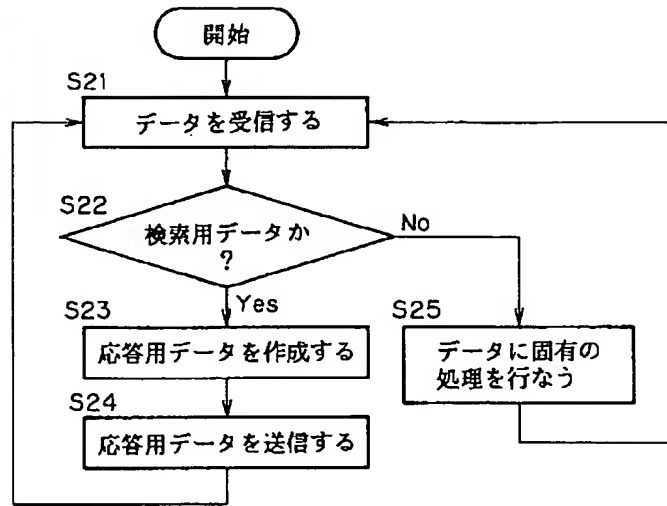 開始
S21
データを受信する
S22
検索用データか
?
No
Yes
S23
応答用データを作成する
S24
応答用データを送信する
S25
データに固有の
処理を行なう